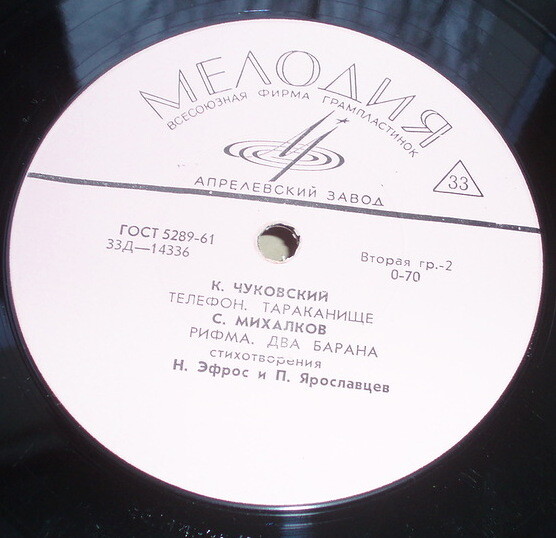 МЕЛОДИЯ
ВСЕСОЮЗНАЯ ФИРМА ГРАМПЛАСТИНОК
АПРЕЛЕВСКИЙ ЗАВОД
33
ГОСТ 5289-61
33Д—14336
Вторая гр.-2
0-70
К. ЧУКОВСКИЙ
ТЕЛЕФОН. ТАРАКАНИЩЕ
С. МИХАЛКОВ
РИФМА. ДВА БАРАНА
стихотворения
Н. Эфрос и П. Ярославцев